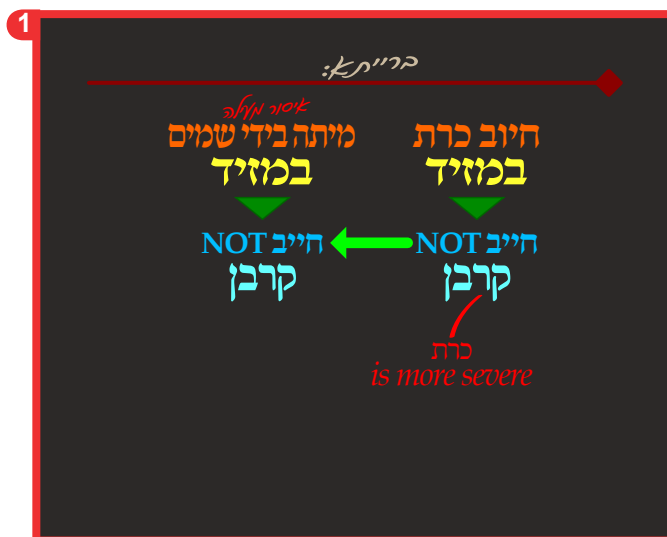 1
ברייתא:
חיוב כרת
במזיד
NOT חייב
קרבן
כרת
is more severe
איסור מעילה
מיתה בידי שמים
במזיד
NOT חייב
קרבן